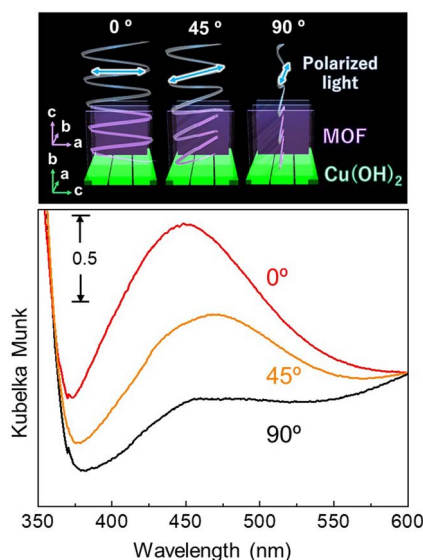 0 º 45 º 90 º
Polarized
light
c
b
a
MOF
b
a
c
Cu(OH)2
0.5
0º
45º
90º
Kubelka Munk
350 400 450 500 550 600
Wavelength (nm)